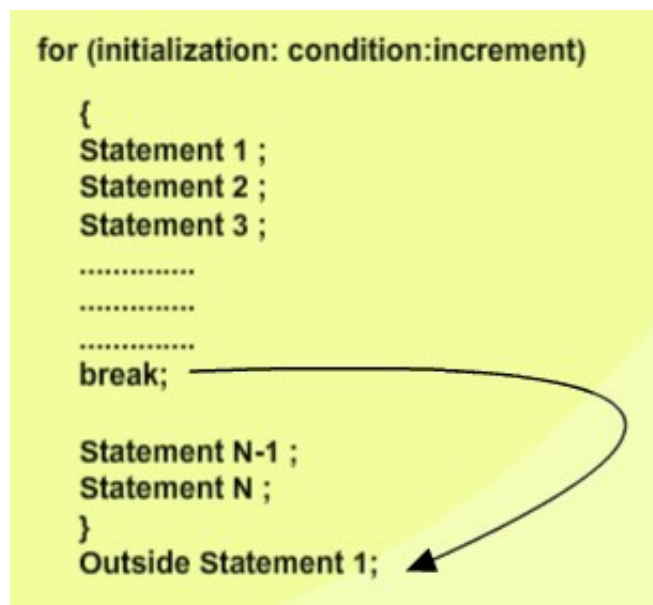 for (initialization: condition:increment)
{
Statement 1 ;
Statement 2 ;
Statement 3 ;
..............
..............
..............
break;
Statement N-1 ;
Statement N ;
}
Outside Statement 1;